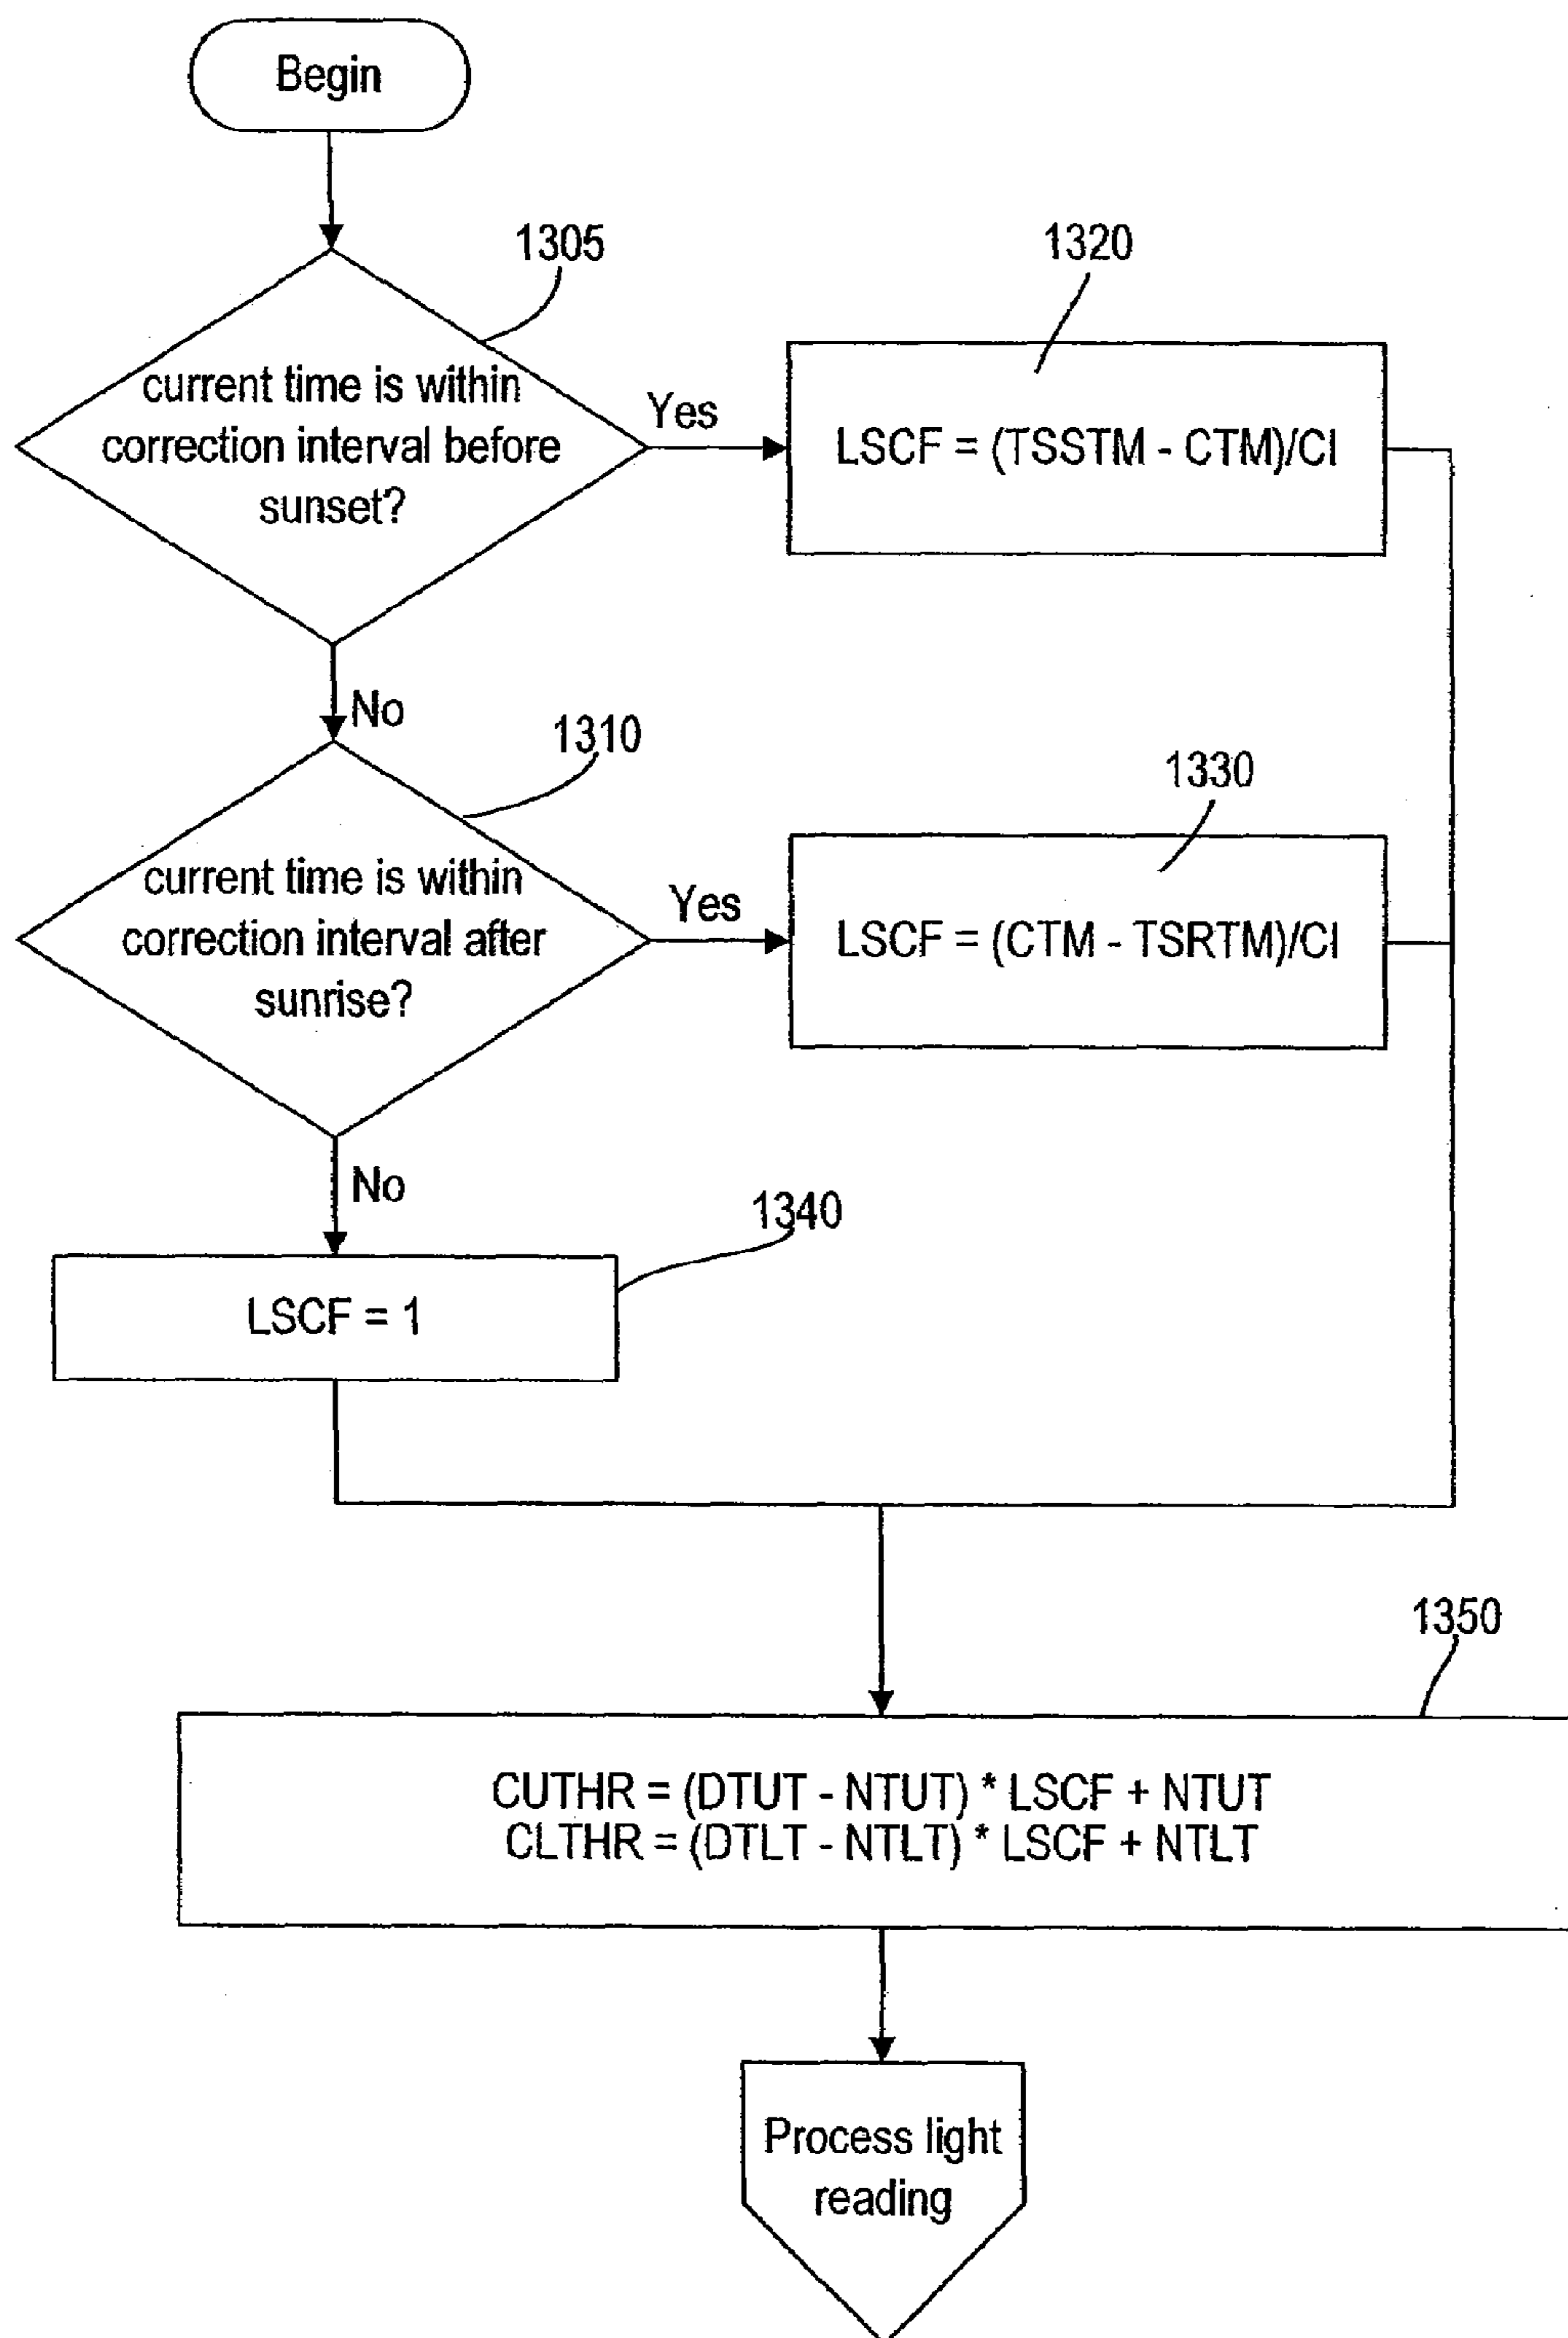 Begin
1305
current time is within
correction interval before
sunset?
Yes
1320
LSCF = (TSSTM - CTM)/CI
No
1310
current time is within
correction interval after
sunrise?
Yes
1330
LSCF = (CTM - TSRTM)/CI
No
1340
LSCF = 1
1350
CUTHR = (DTUT - NTUT) * LSCF + NTUT
CLTHR = (DTLT - NTLT) * LSCF + NTLT
Process light
reading